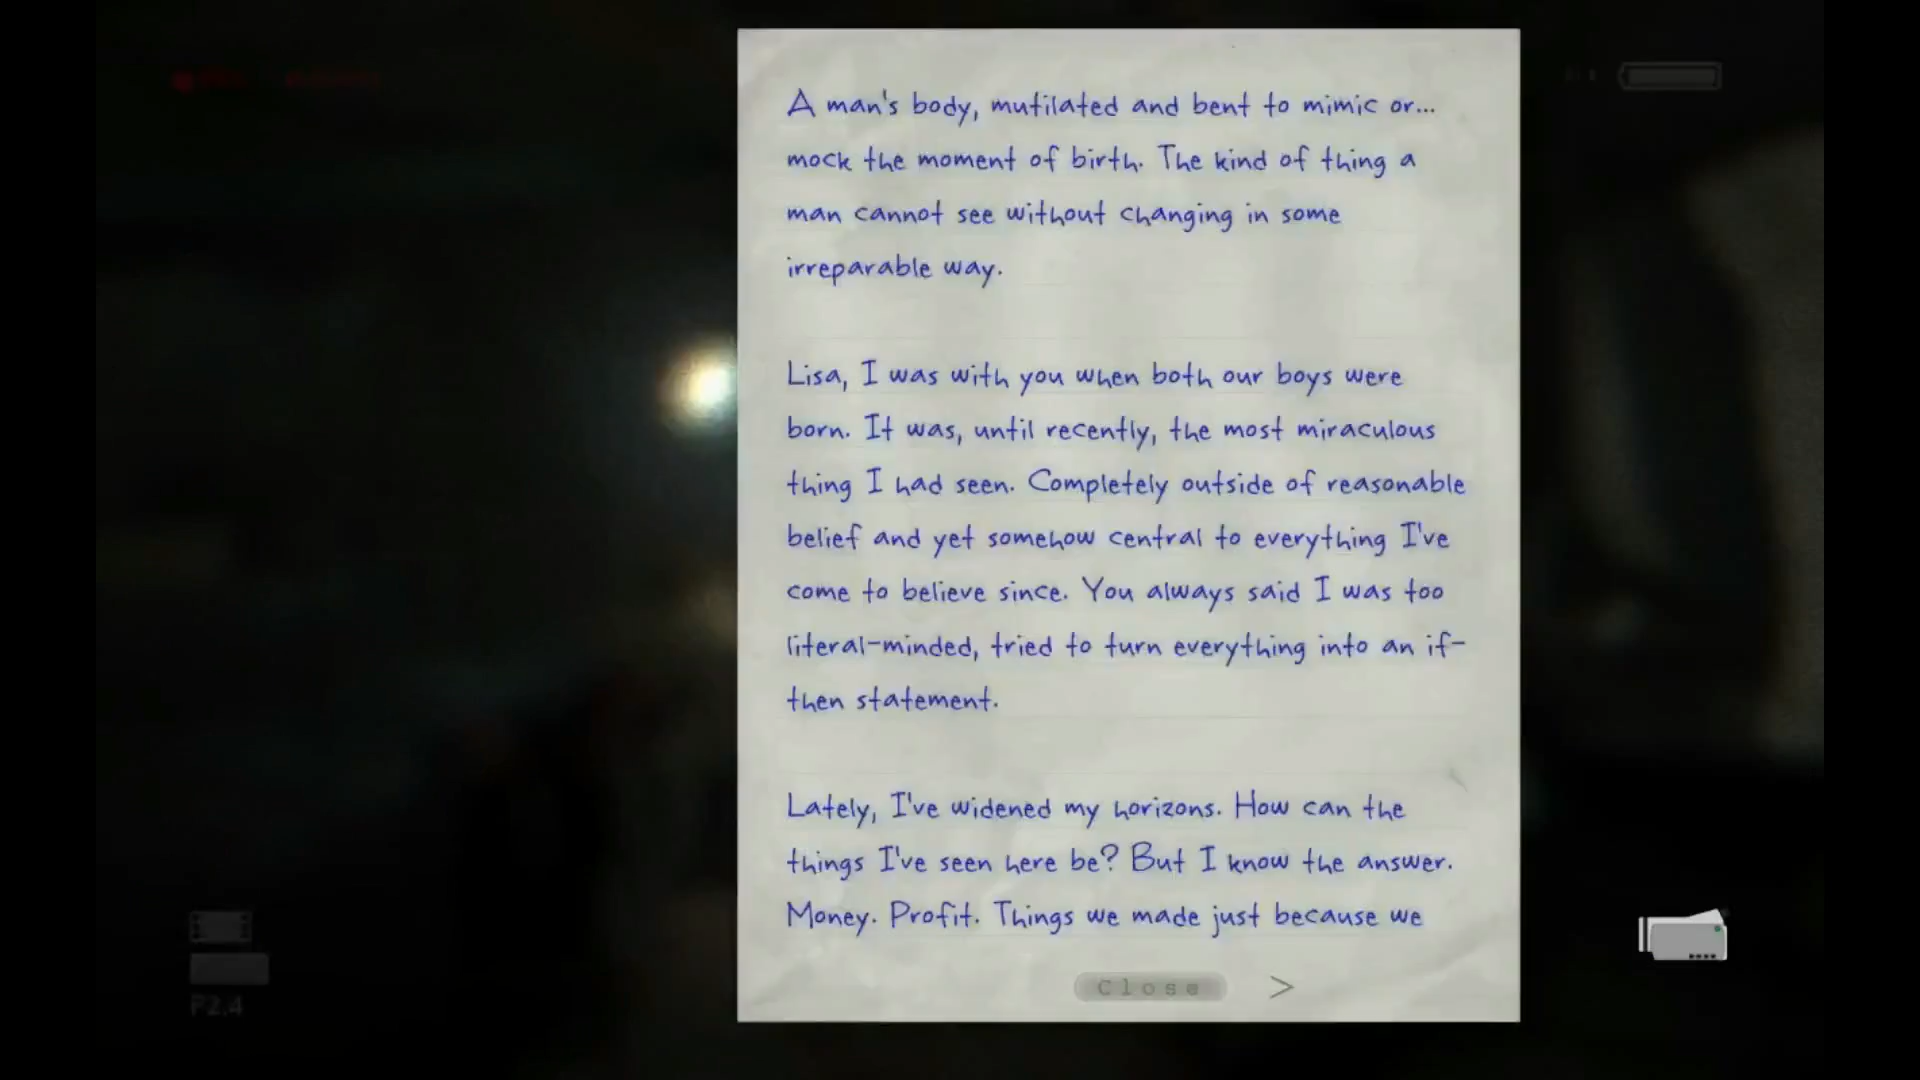 A man's body, mutilated and bent to mimic or...
mock the moment of birth. The kind of thing a
man cannot see without changing in some
irreparable way.
Lisa, I was with you when both our boys were
born. It was, until recently, the most miraculous
thing I had seen. Completely outside of reasonable
belief and yet somehow central to everything I've
come to believe since. You always said I was too
literal-minded, tried to turn everything into an if-
then statement.
Lately, I've widened my horizons. How can the
things I've seen here be? But I know the answer.
Money. Profit. Things we made just because we
Close >
F2.4